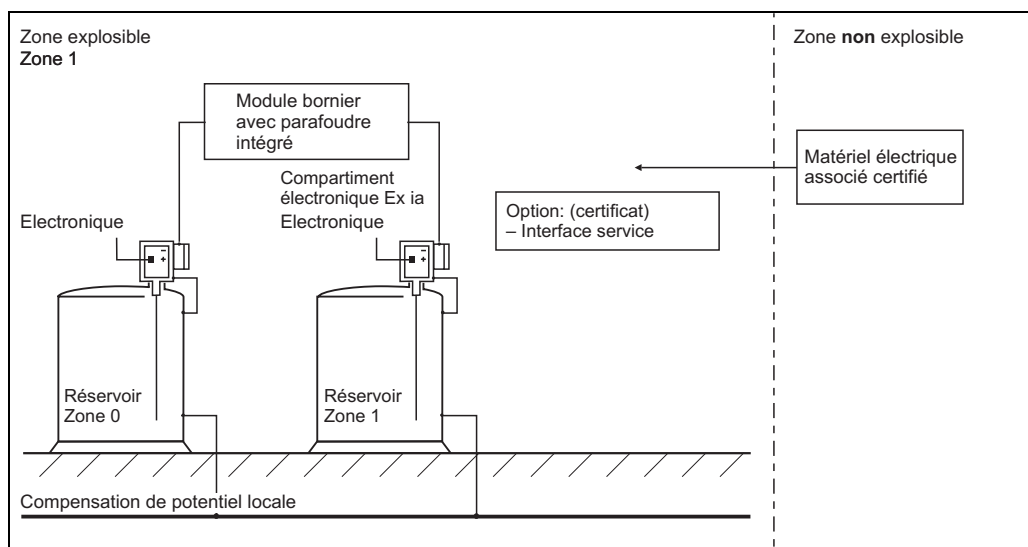 Zone explosible
Zone 1
Zone non explosible
Module bornier
avec parafoudre
intégré
Matériel électrique
associé certifié
Compartiment
électronique Ex ia
Electronique
Electronique
Option: (certificat)
– Interface service
Réservoir
Zone 0
Réservoir
Zone 1
Compensation de potentiel locale